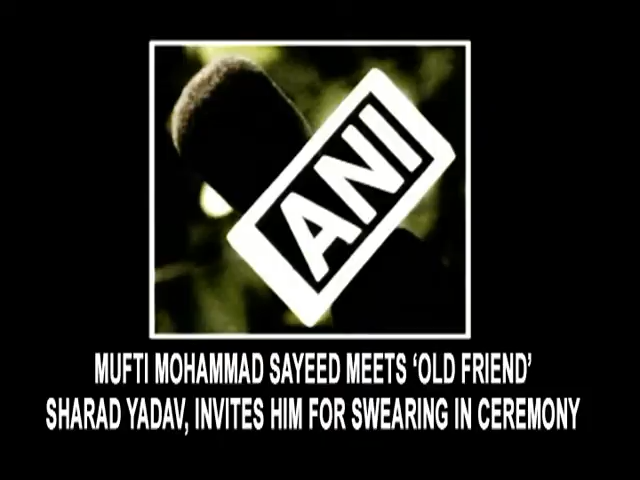 ANI
MUFTI MOHAMMAD SAYEED MEETS ‘OLD FRIEND’
SHARAD YADAV, INVITES HIM FOR SWEARING IN CEREMONY